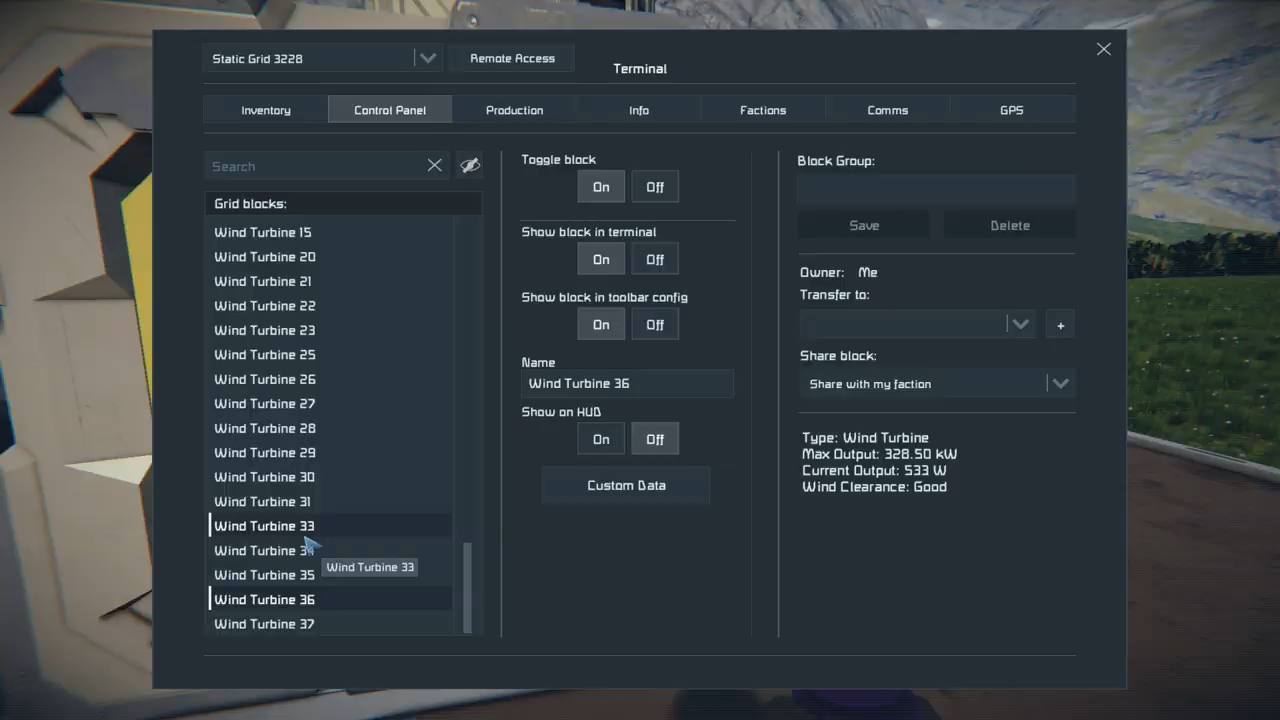 Static Grid 3228
Remote Access
Terminal
Inventory
Control Panel
Production
Info
Factions
Comms
GPS
Search
Grid blocks:
Wind Turbine 15
Wind Turbine 20
Wind Turbine 21
Wind Turbine 22
Wind Turbine 23
Wind Turbine 25
Wind Turbine 26
Wind Turbine 27
Wind Turbine 28
Wind Turbine 29
Wind Turbine 30
Wind Turbine 31
Wind Turbine 33
Wind Turbine 34
Wind Turbine 33
Wind Turbine 35
Wind Turbine 36
Wind Turbine 37
Toggle block
On Off
Show block in terminal
On Off
Show block in toolbar config
On Off
Name
Wind Turbine 36
Show on HUD
On Off
Custom Data
Block Group:
Save Delete
Owner: Me
Transfer to:
+
Share block:
Share with my faction
Type: Wind Turbine
Max Output: 328.50 kW
Current Output: 533 W
Wind Clearance: Good